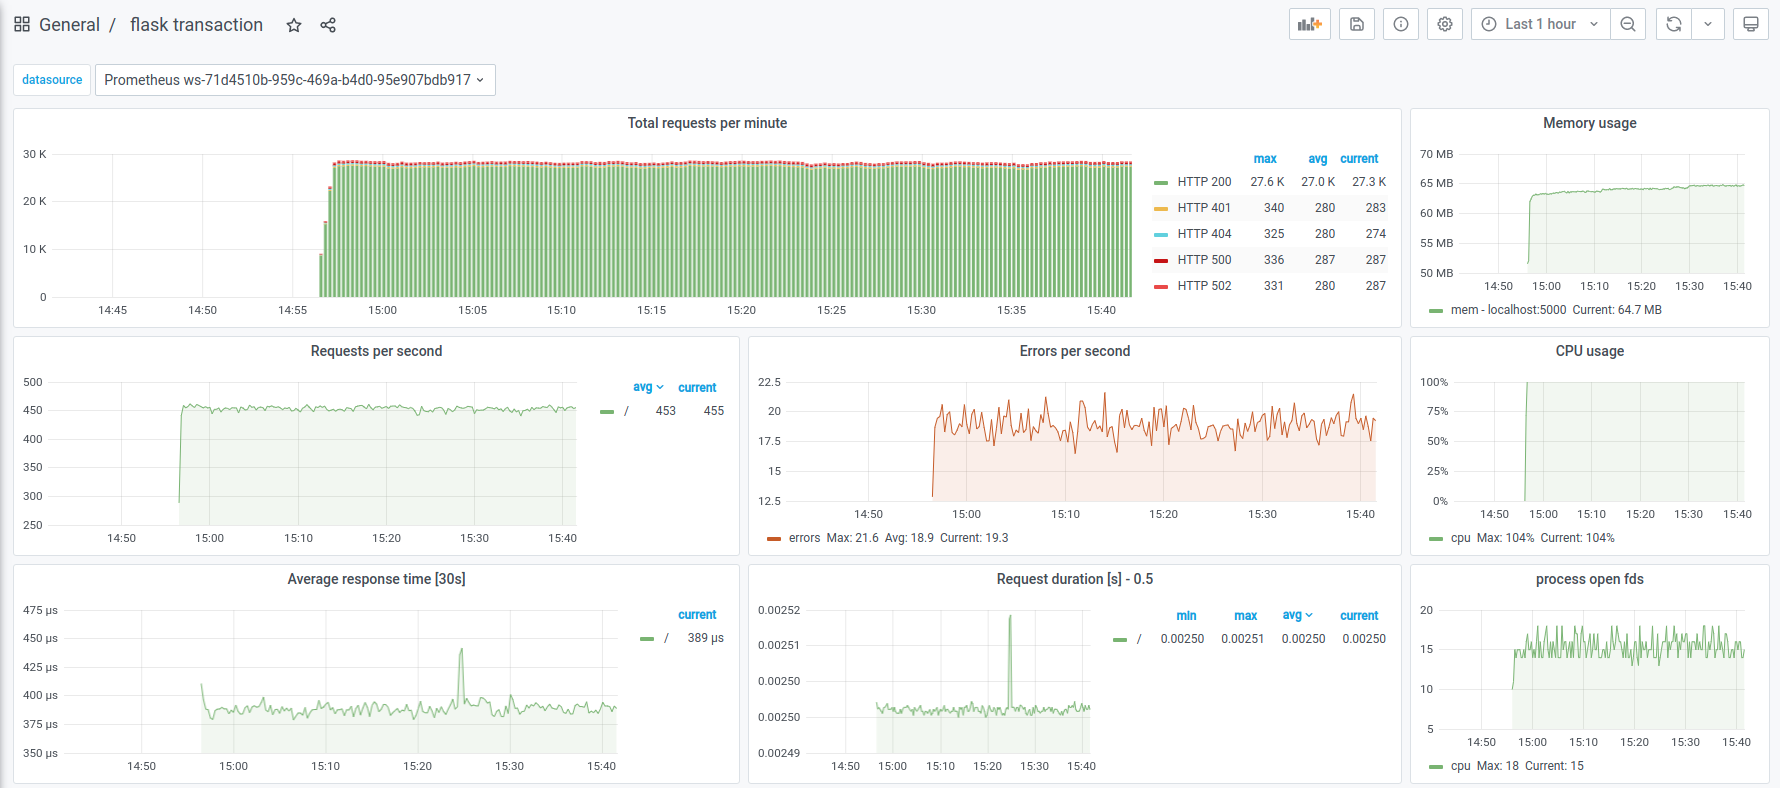 General / flask transaction
Last 1 hour
datasource Prometheus ws-71d4510b-959c-469a-b4d0-95e907bdb917
Total requests per minute
30 K
20 K
10 K
0
14:45 14:50 14:55 15:00 15:05 15:10 15:15 15:20 15:25 15:30 15:35 15:40
max avg current
HTTP 200 27.6 K 27.0 K 27.3 K
HTTP 401 340 280 283
HTTP 404 325 280 274
HTTP 500 336 287 287
HTTP 502 331 280 287
Memory usage
70 MB
65 MB
60 MB
55 MB
50 MB
14:50 15:00 15:10 15:20 15:30 15:40
mem - localhost:5000 Current: 64.7 MB
Requests per second
500
450
400
350
300
250
14:50 15:00 15:10 15:20 15:30 15:40
avg current
/ 453 455
Errors per second
22.5
20
17.5
15
12.5
14:50 15:00 15:10 15:20 15:30 15:40
errors Max: 21.6 Avg: 18.9 Current: 19.3
CPU usage
100%
75%
50%
25%
0%
14:50 15:00 15:10 15:20 15:30 15:40
cpu Max: 104% Current: 104%
Average response time [30s]
475 µs
450 µs
425 µs
400 µs
375 µs
350 µs
14:50 15:00 15:10 15:20 15:30 15:40
current
/ 389 µs
Request duration [s] - 0.5
0.00252
0.00251
0.00250
0.00250
0.00249
14:50 15:00 15:10 15:20 15:30 15:40
min max avg current
/ 0.00250 0.00251 0.00250 0.00250
process open fds
20
15
10
5
14:50 15:00 15:10 15:20 15:30 15:40
cpu Max: 18 Current: 15